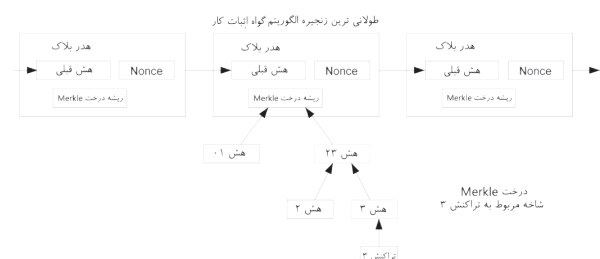 طولانی ترین زنجیره الگوریتم گواه اثبات کار
هدر بلاک
هدر بلاک
هدر بلاک
هش قبلی
Nonce
هش قبلی
Nonce
هش قبلی
Nonce
ریشه درخت Merkle
ریشه درخت Merkle
ریشه درخت Merkle
هش ۰۱
هش ۲۳
هش ۲
هش ۳
درخت Merkle
شاخه مربوط به تراکنش ۳
تراکنش ۳